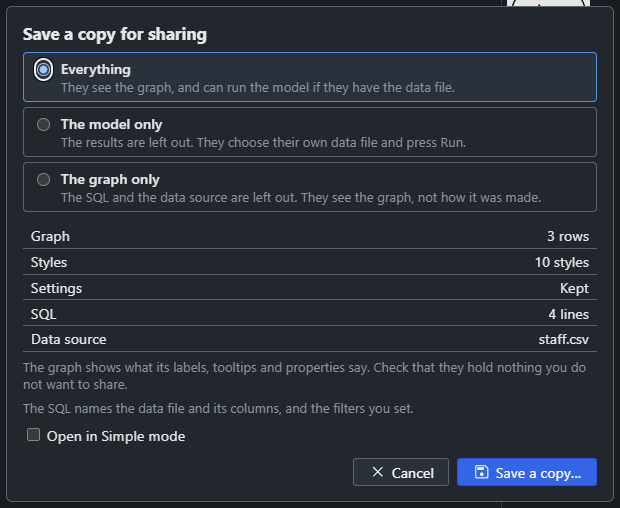 Save a copy for sharing
Everything
They see the graph, and can run the model if they have the data file.
The model only
The results are left out. They choose their own data file and press Run.
The graph only
The SQL and the data source are left out. They see the graph, not how it was made.
Graph 3 rows
Styles 10 styles
Settings Kept
SQL 4 lines
Data source staff.csv
The graph shows what its labels, tooltips and properties say. Check that they hold nothing you do
not want to share.
The SQL names the data file and its columns, and the filters you set.
Open in Simple mode
Cancel Save a copy...